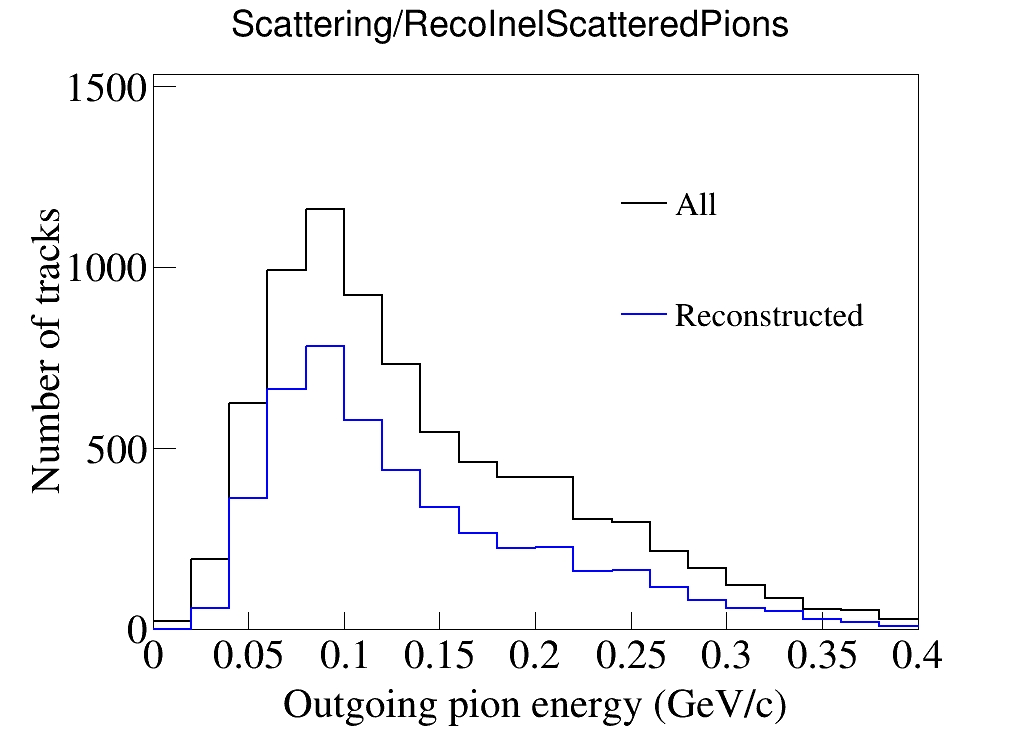 Scattering/RecoInelScatteredPions
1500
1000
500
0
Number of tracks
All
Reconstructed
0 0.05 0.1 0.15 0.2 0.25 0.3 0.35 0.4
Outgoing pion energy (GeV/c)